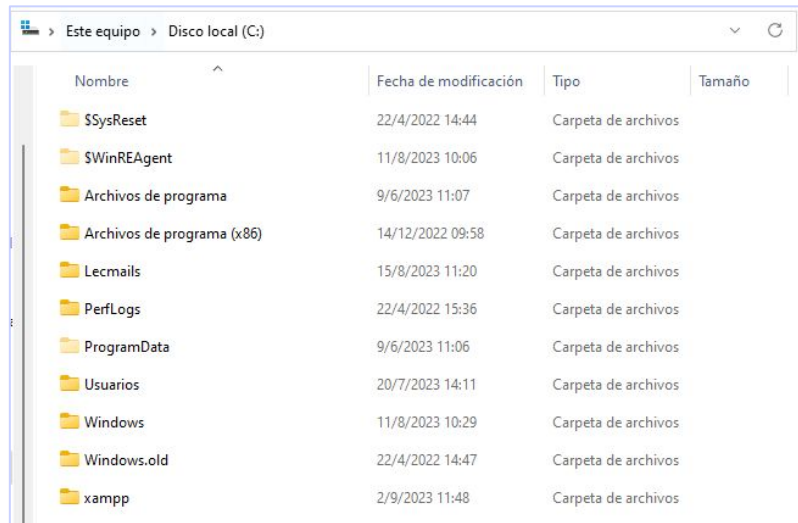 Este equipo > Disco local (C:)
Nombre Fecha de modificación Tipo Tamaño
$SysReset 22/4/2022 14:44 Carpeta de archivos
$WinREAgent 11/8/2023 10:06 Carpeta de archivos
Archivos de programa 9/6/2023 11:07 Carpeta de archivos
Archivos de programa (x86) 14/12/2022 09:58 Carpeta de archivos
Lecmails 15/8/2023 11:20 Carpeta de archivos
PerfLogs 22/4/2022 15:36 Carpeta de archivos
ProgramData 9/6/2023 11:06 Carpeta de archivos
Usuarios 20/7/2023 14:11 Carpeta de archivos
Windows 11/8/2023 10:29 Carpeta de archivos
Windows.old 22/4/2022 14:47 Carpeta de archivos
xampp 2/9/2023 11:48 Carpeta de archivos